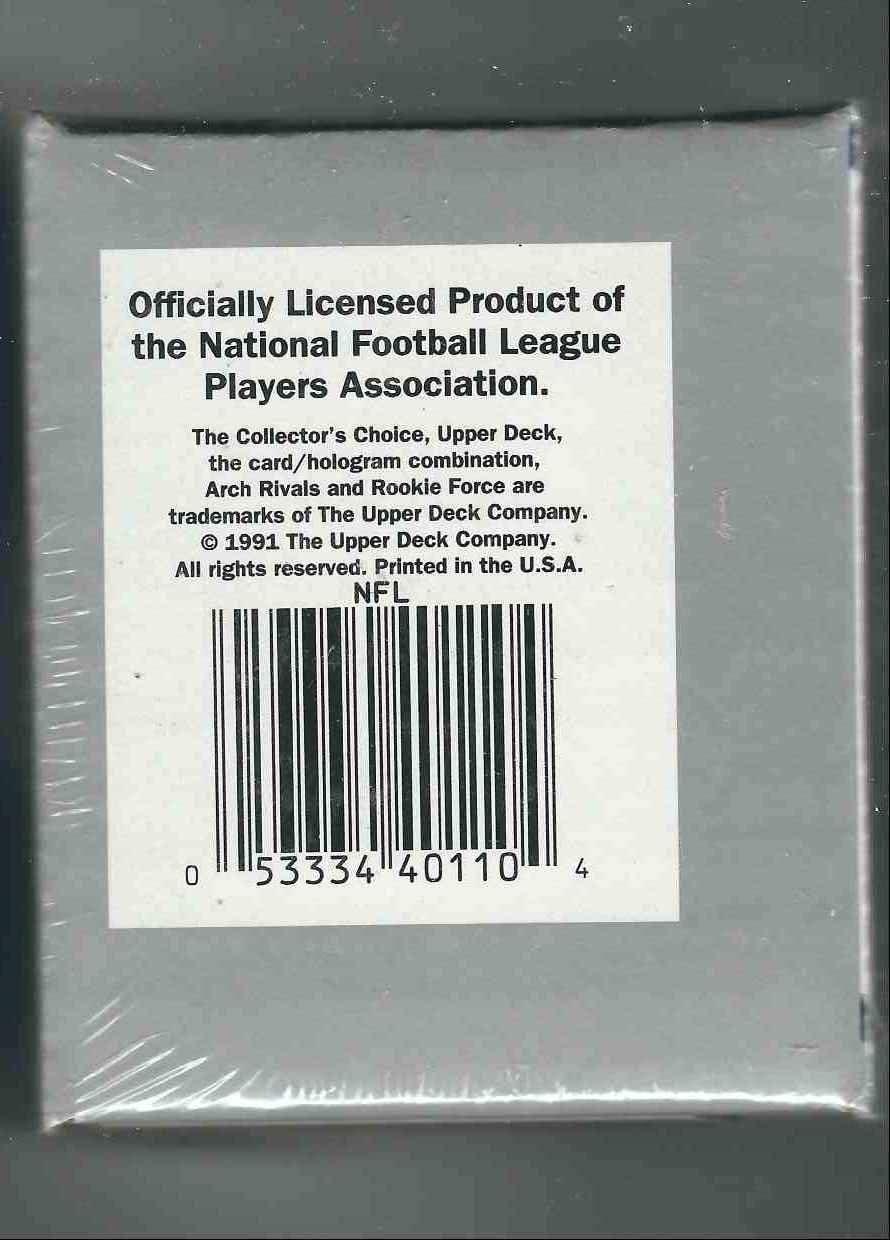 Officially Licensed Product of
the National Football League
Players Association.
The Collector's Choice, Upper Deck,
the card/hologram combination,
Arch Rivals and Rookie Force are
trademarks of The Upper Deck Company.
© 1991 The Upper Deck Company.
All rights reserved. Printed in the U.S.A.
NFL
0 53334 40110 4